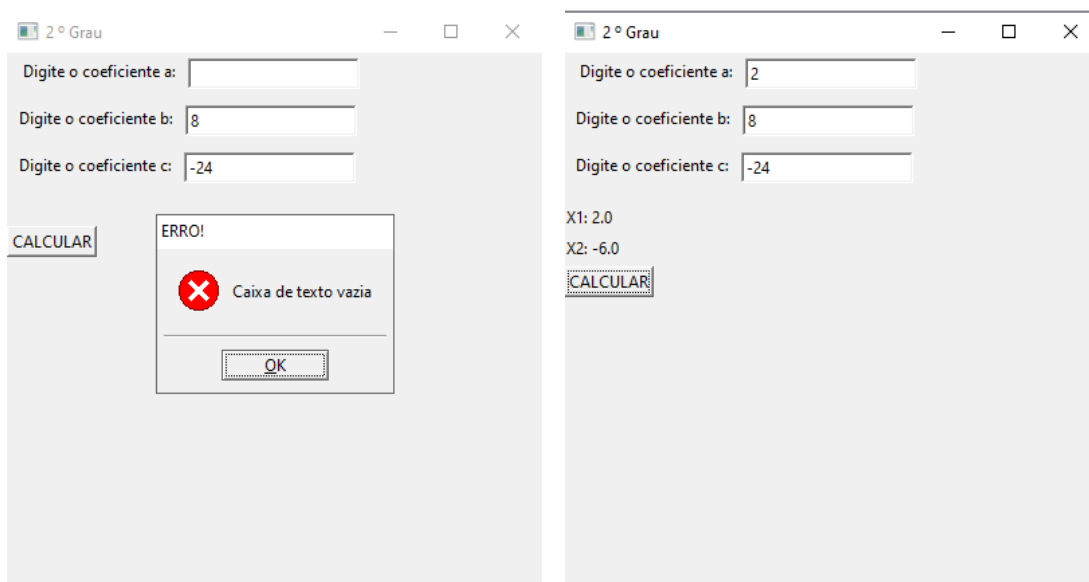 2 º Grau
Digite o coeficiente a:
Digite o coeficiente b: 8
Digite o coeficiente c: -24
CALCULAR
ERRO!
Caixa de texto vazia
OK
2 º Grau
Digite o coeficiente a: 2
Digite o coeficiente b: 8
Digite o coeficiente c: -24
X1: 2.0
X2: -6.0
CALCULAR